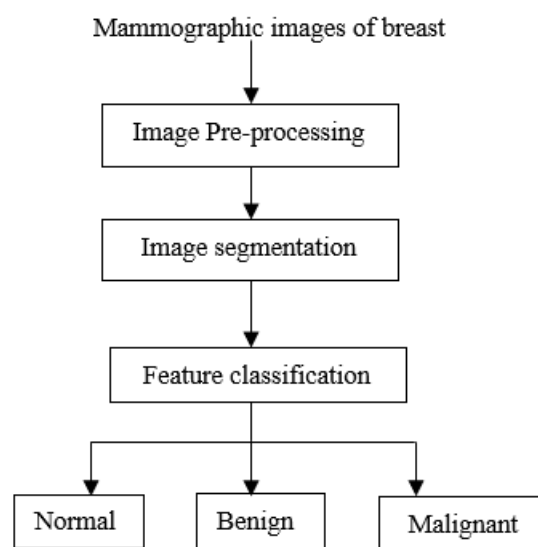 Mammographic images of breast
Image Pre-processing
Image segmentation
Feature classification
Normal
Benign
Malignant